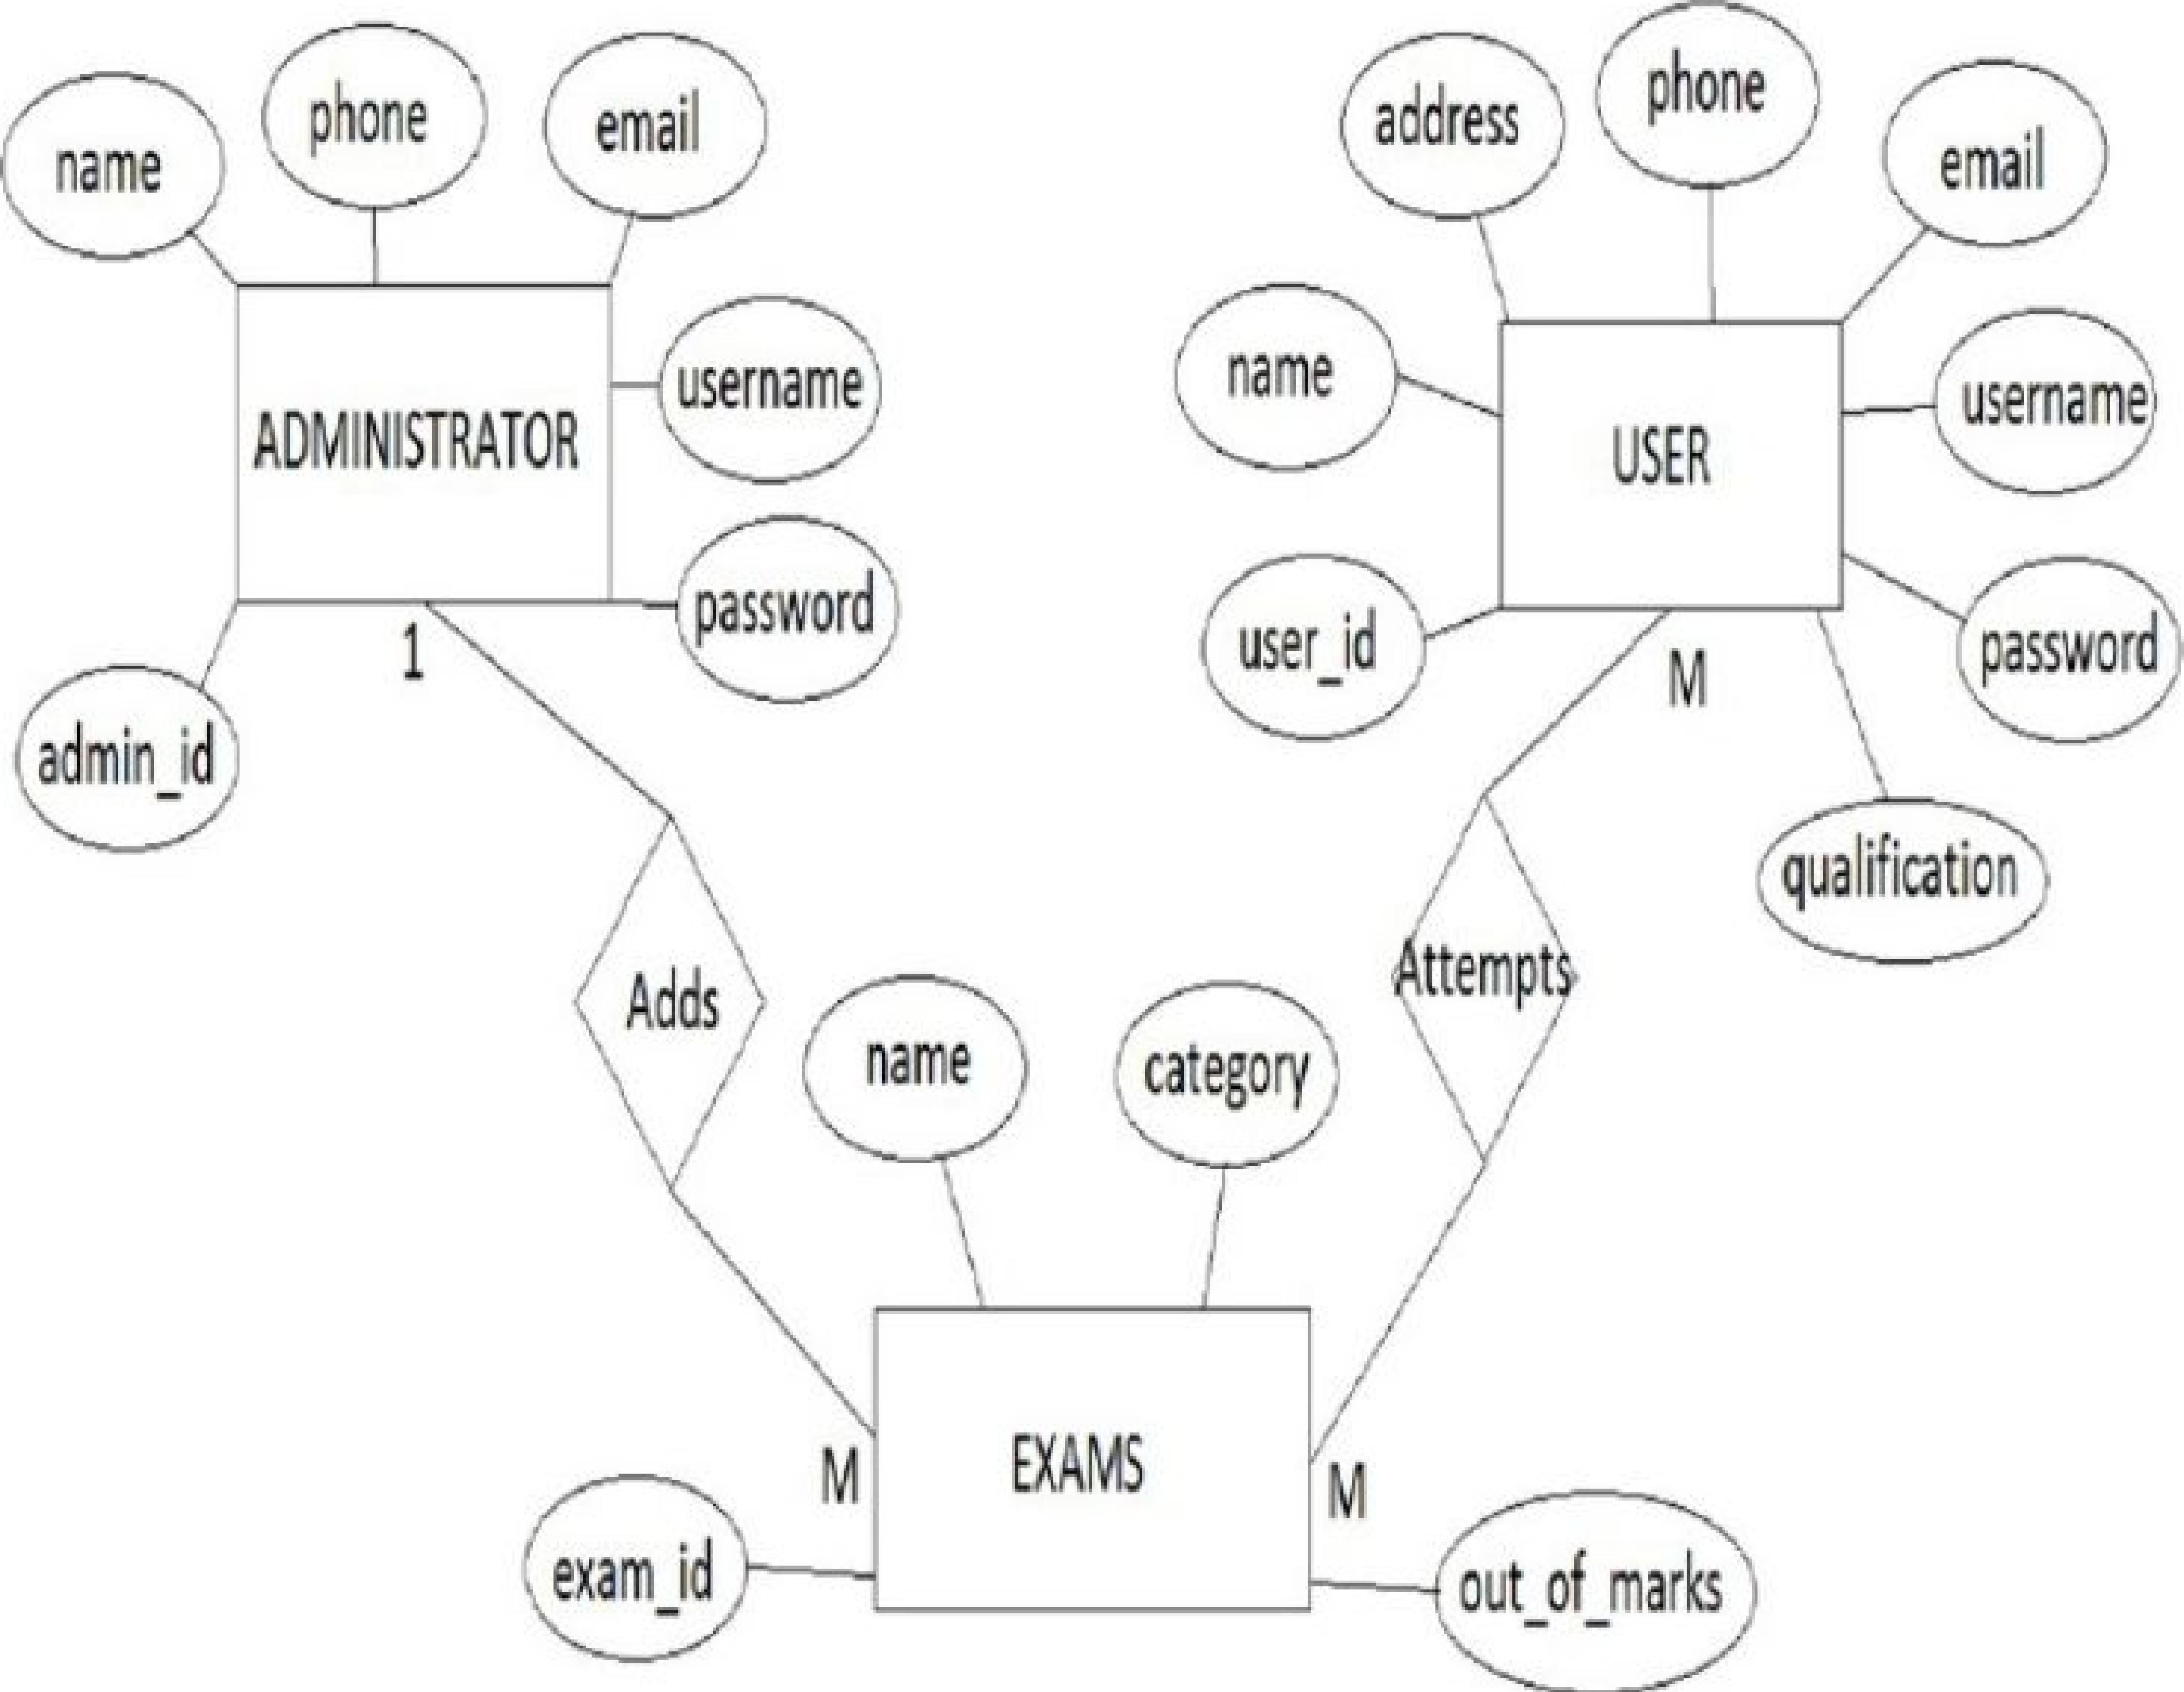 name
phone
email
username
ADMINISTRATOR
password
1
admin_id
address
phone
email
name
username
USER
user_id
password
M
qualification
Adds
Attempts
name
category
EXAMS
M
M
exam_id
out_of_marks